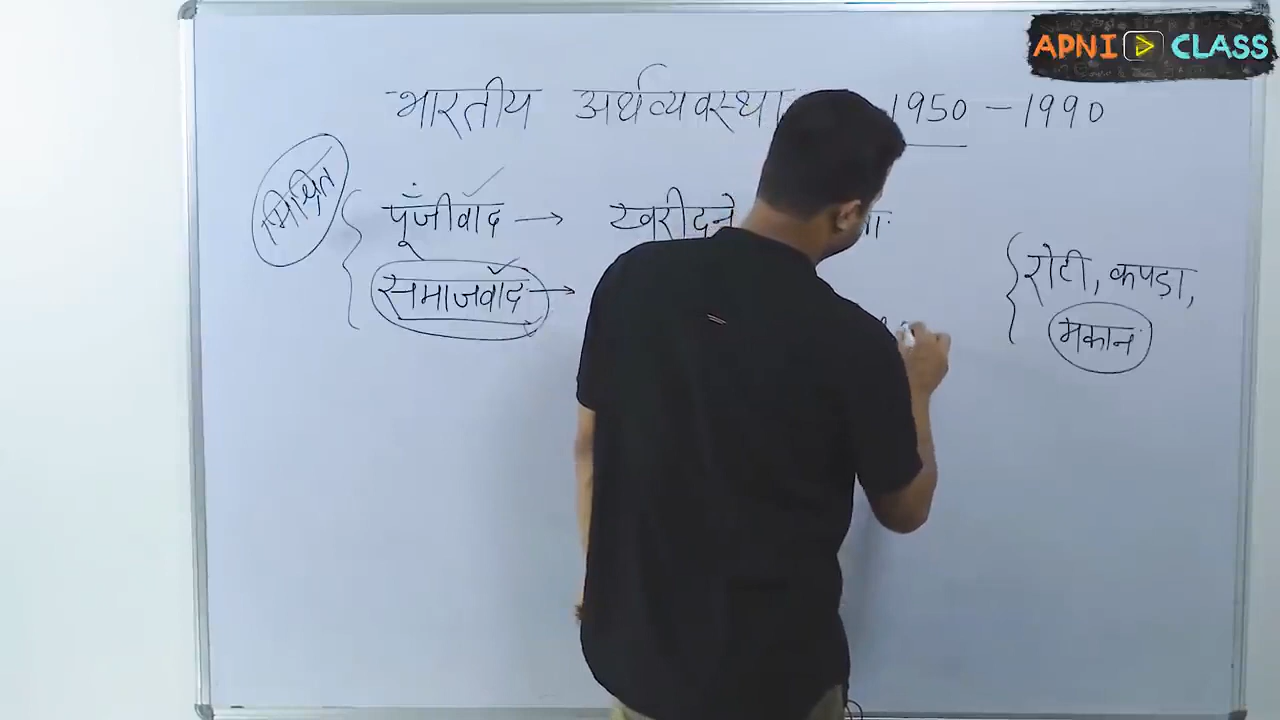 APNI CLASS
भारतीय अर्थव्यवस्था 1950 - 1990
मिश्रित
पूँजीवाद → खरीदने
समाजवाद →
रोटी, कपड़ा,
मकान